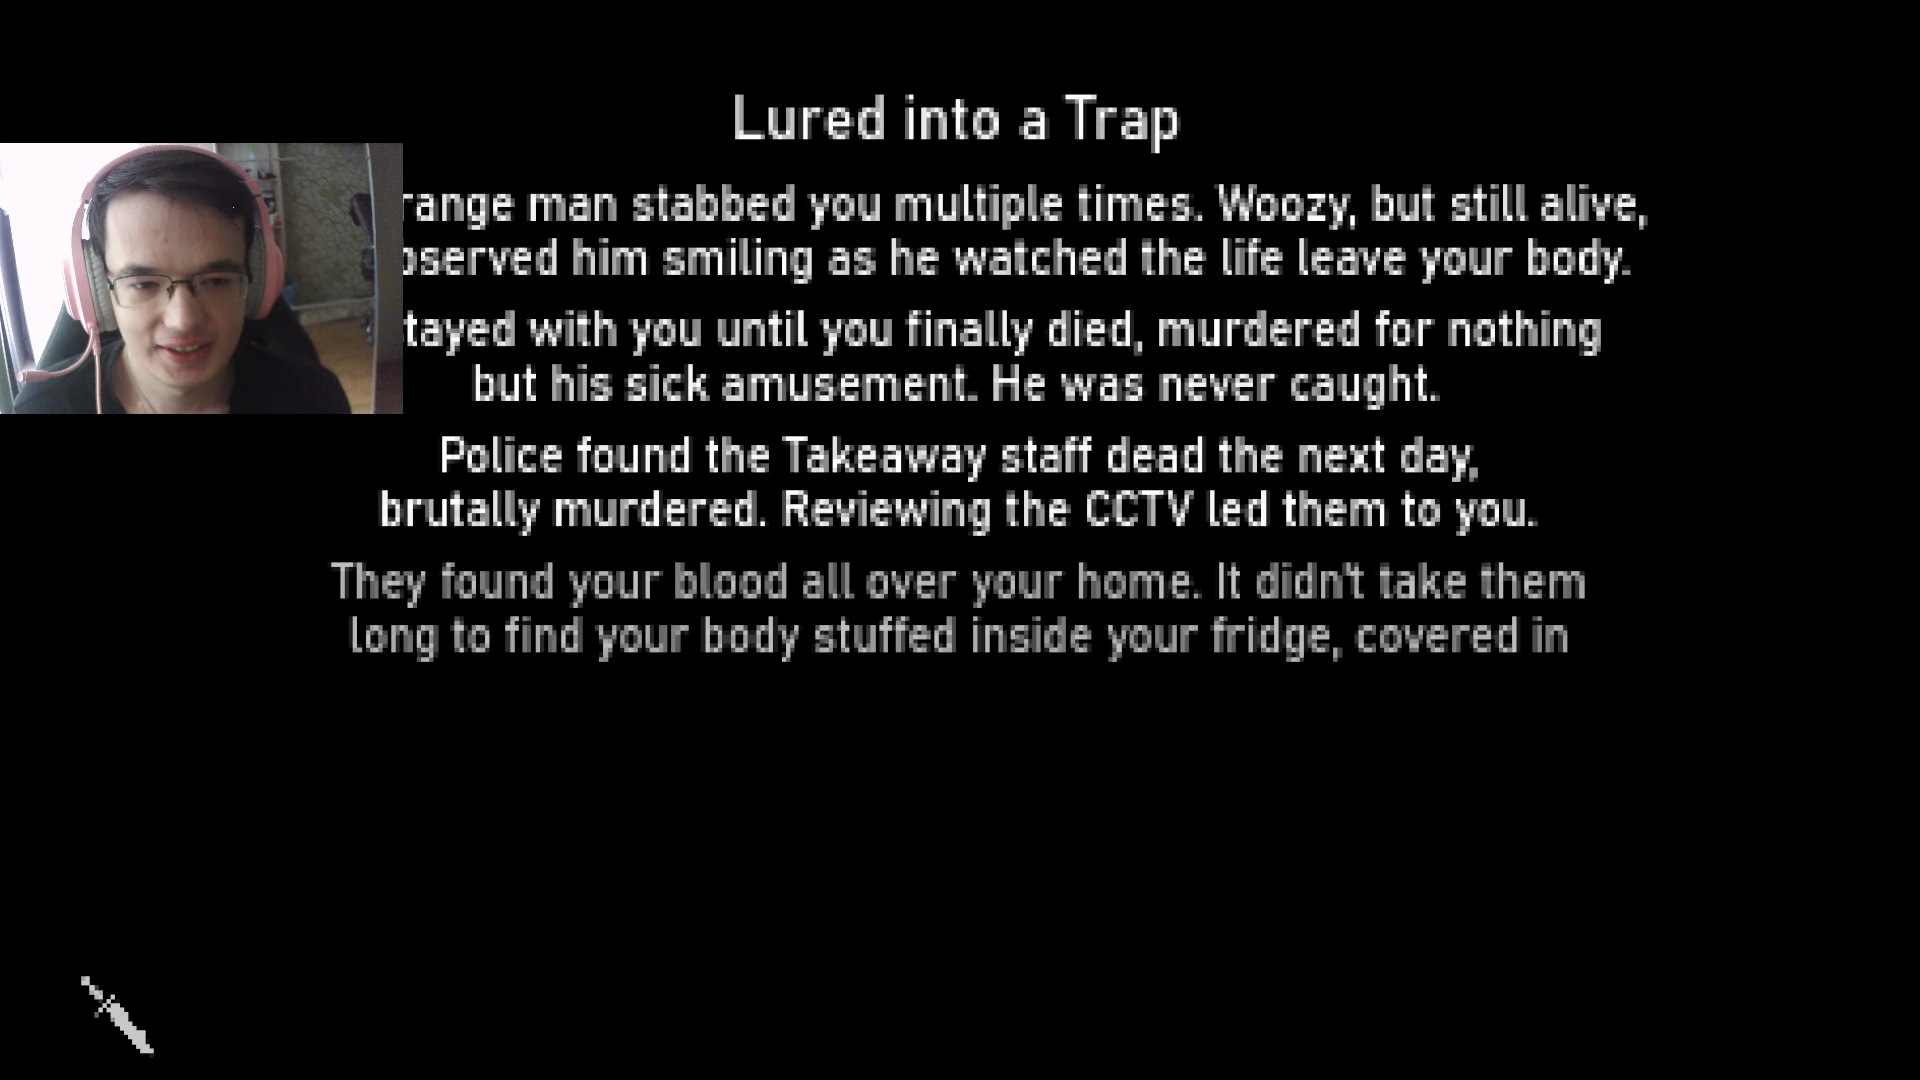 Lured into a Trap
man stabbed you multiple times. Woozy, but still alive,
him smiling as he watched the life leave your body.
with you until you finally died, murdered for nothing
but his sick amusement. He was never caught.
Police found the Takeaway staff dead the next day,
brutally murdered. Reviewing the CCTV led them to you.
They found your blood all over your home. It didn't take them
long to find your body stuffed inside your fridge, covered in